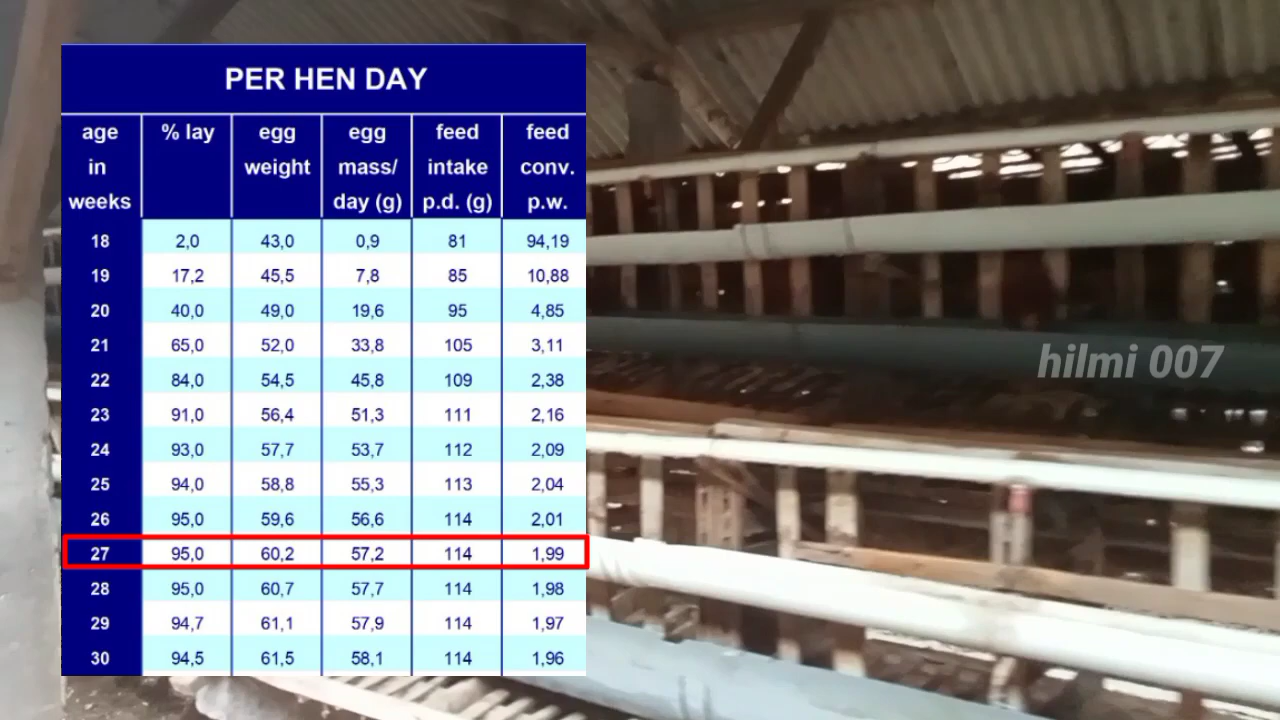 PER HEN DAY
age in weeks % lay egg weight egg mass/ day (g) feed intake p.d. (g) feed conv. p.w.
18 2,0 43,0 0,9 81 94,19
19 17,2 45,5 7,8 85 10,88
20 40,0 49,0 19,6 95 4,85
21 65,0 52,0 33,8 105 3,11
22 84,0 54,5 45,8 109 2,38
23 91,0 56,4 51,3 111 2,16
24 93,0 57,7 53,7 112 2,09
25 94,0 58,8 55,3 113 2,04
26 95,0 59,6 56,6 114 2,01
27 95,0 60,2 57,2 114 1,99
28 95,0 60,7 57,7 114 1,98
29 94,7 61,1 57,9 114 1,97
30 94,5 61,5 58,1 114 1,96
hilmi 007